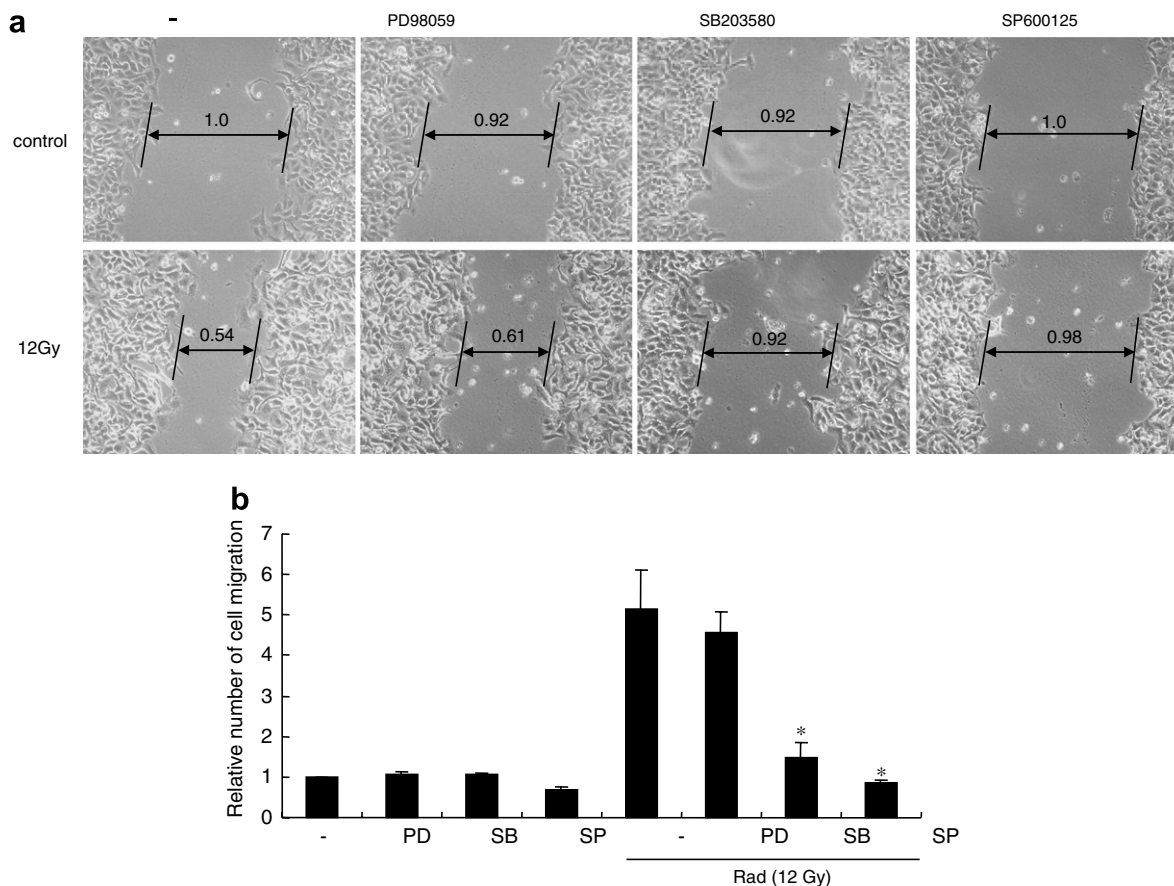 a
- PD98059 SB203580 SP600125
control
1.0 0.92 0.92 1.0
12Gy
0.54 0.61 0.92 0.98
b
Relative number of cell migration
7
6
5
4
3
2
1
0
* *
- PD SB SP - PD SB SP
Rad (12 Gy)